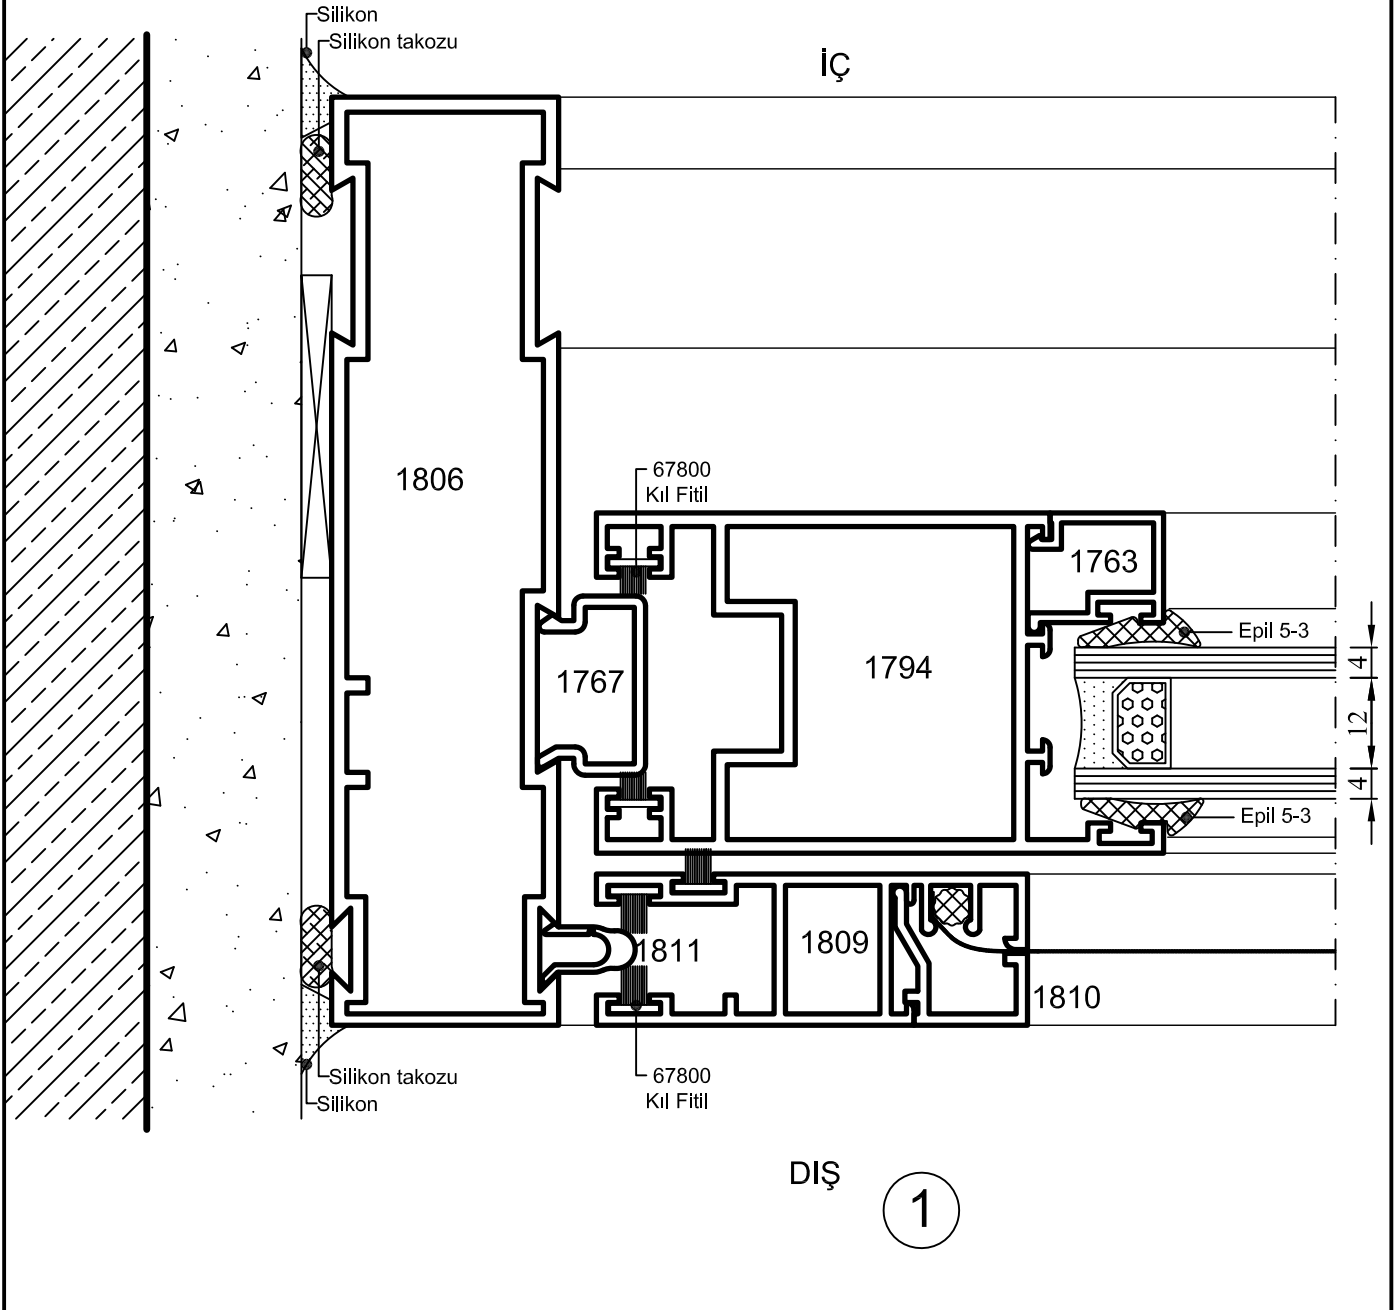 Silikon
Silikon takozu
İÇ
1806
67800
Kıl Fitil
1763
Epil 5-3
4
1767
1794
12
4
Epil 5-3
1811
1809
1810
Silikon takozu
Silikon
67800
Kıl Fitil
DIŞ
1